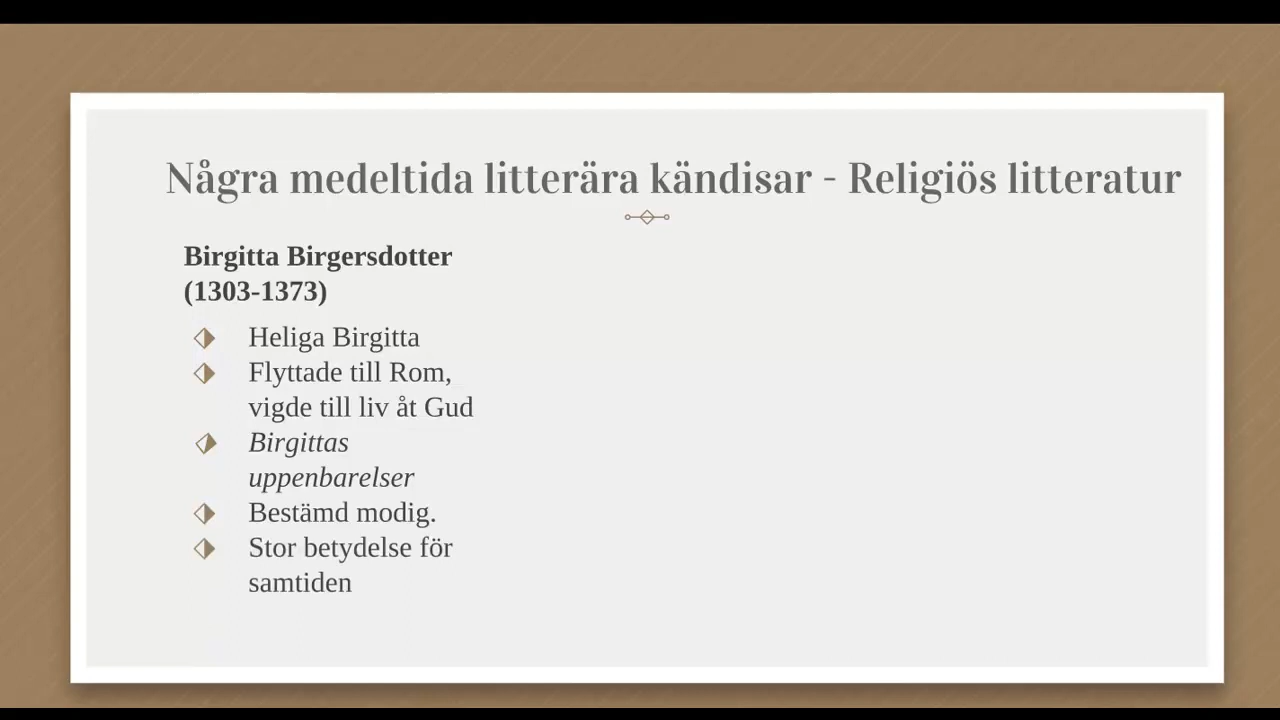 Några medeltida litterära kändisar - Religiös litteratur
Birgitta Birgersdotter
(1303-1373)
Heliga Birgitta
Flyttade till Rom,
vigde till liv åt Gud
Birgittas
uppenbarelser
Bestämd modig.
Stor betydelse för
samtiden